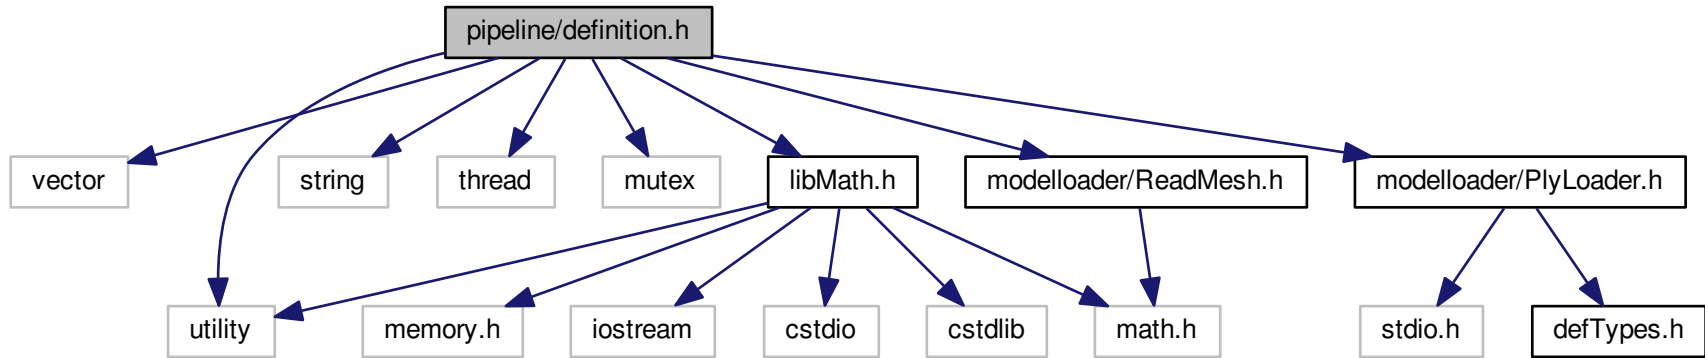 pipeline/definition.h
vector
string
thread
mutex
libMath.h
modelloader/ReadMesh.h
modelloader/PlyLoader.h
utility
memory.h
iostream
cstdio
cstdlib
math.h
stdio.h
defTypes.h